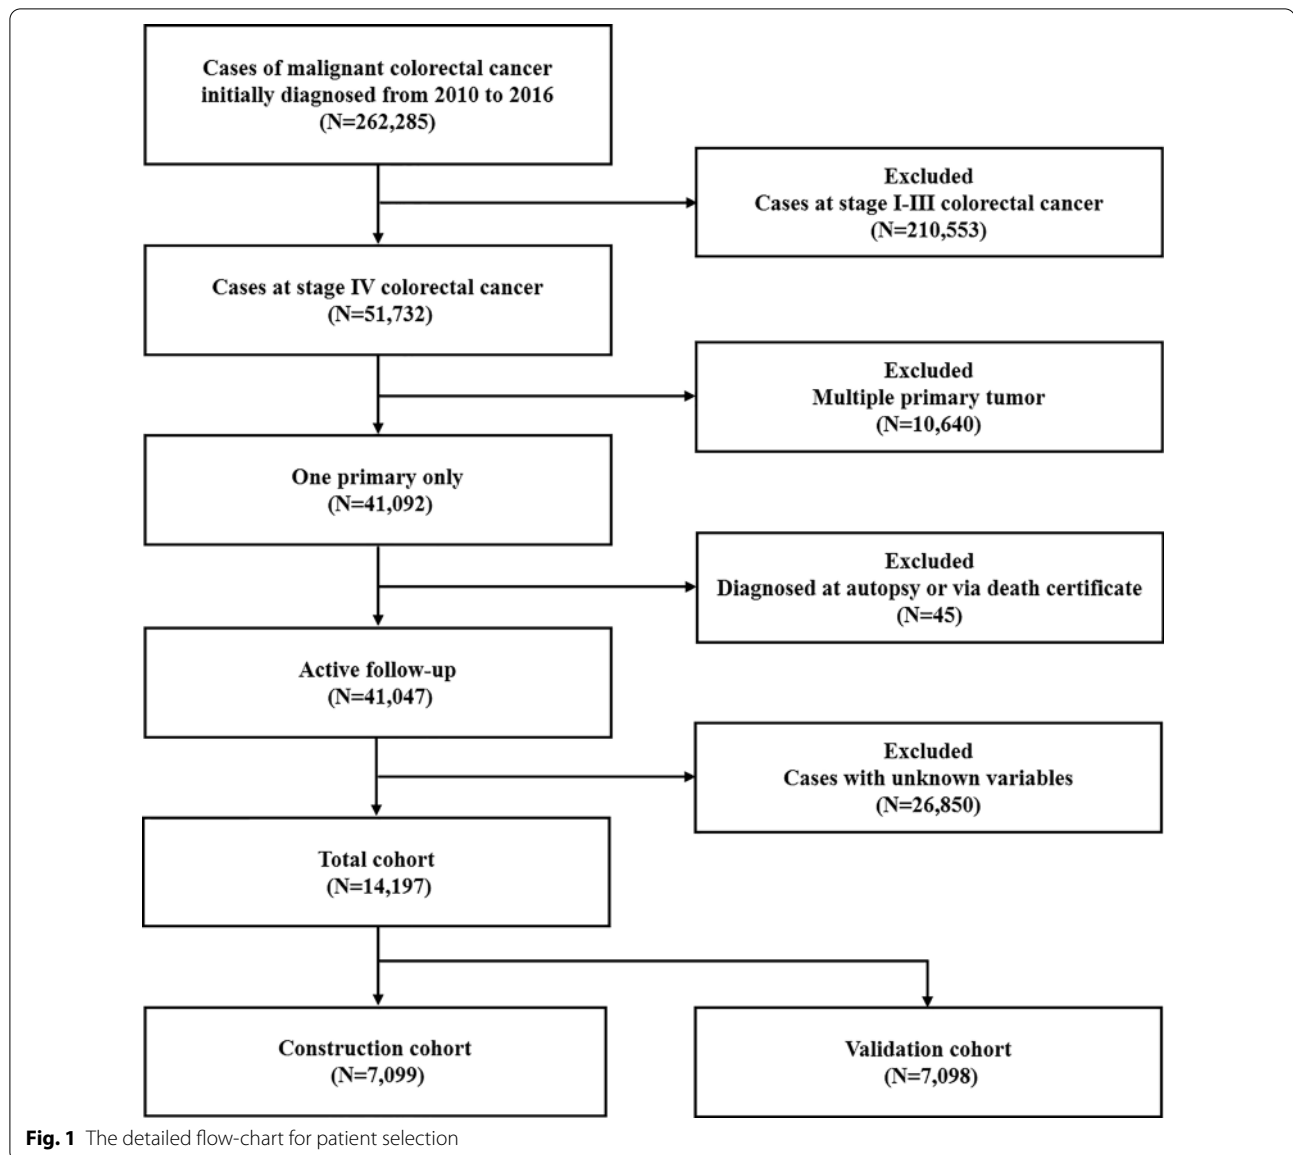 Cases of malignant colorectal cancer
initially diagnosed from 2010 to 2016
(N=262,285)
Excluded
Cases at stage I-III colorectal cancer
(N=210,553)
Cases at stage IV colorectal cancer
(N=51,732)
Excluded
Multiple primary tumor
(N=10,640)
One primary only
(N=41,092)
Excluded
Diagnosed at autopsy or via death certificate
(N=45)
Active follow-up
(N=41,047)
Excluded
Cases with unknown variables
(N=26,850)
Total cohort
(N=14,197)
Construction cohort
(N=7,099)
Validation cohort
(N=7,098)
Fig. 1 The detailed flow-chart for patient selection